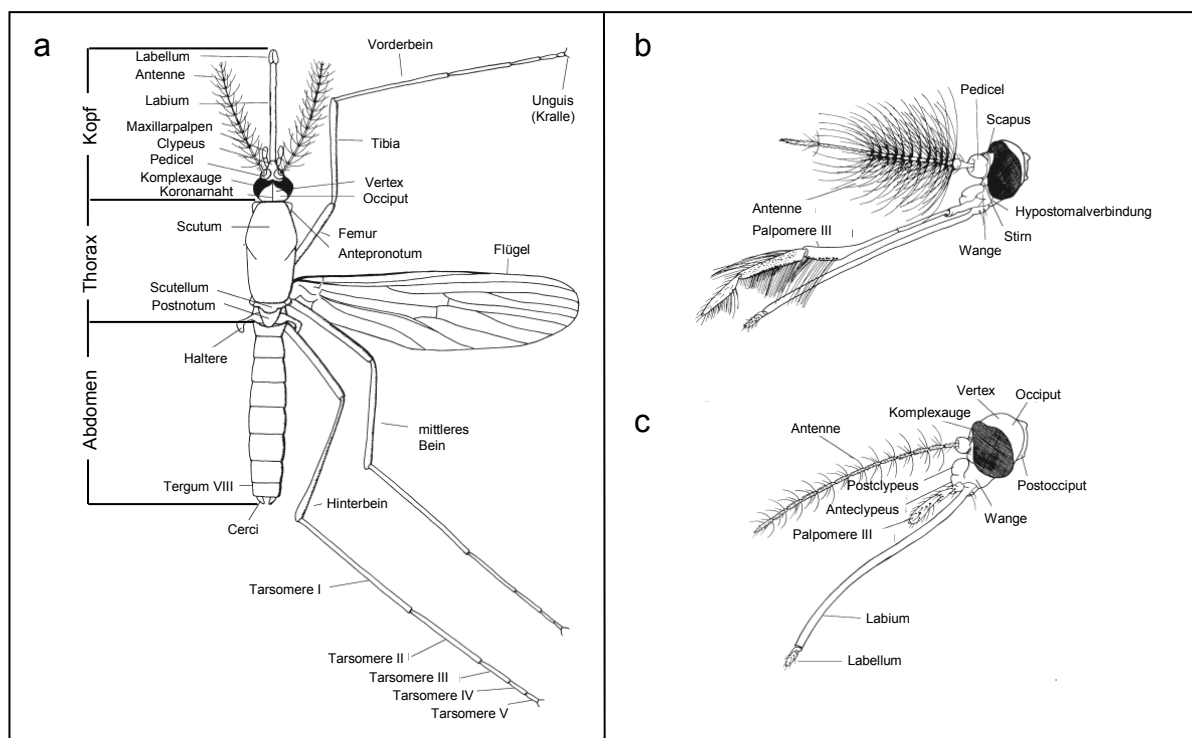 a
Kopf
Thorax
Abdomen
Labellum
Antenne
Labium
Maxillarpalpen
Clypeus
Pedicel
Komplexauge
Koronarnaht
Scutum
Scutellum
Postnotum
Haltere
Tergum VIII
Cerci
Vorderbein
Unguis
(Kralle)
Tibia
Vertex
Occiput
Femur
Antepronotum
Flügel
mittleres
Bein
Hinterbein
Tarsomere I
Tarsomere II
Tarsomere III
Tarsomere IV
Tarsomere V
b
Pedicel
Scapus
Antenne
Palpomere III
Hypostomalverbindung
Stirn
Wange
c
Vertex
Occiput
Komplexauge
Antenne
Postclypeus
Anteclypeus
Palpomere III
Postocciput
Wange
Labium
Labellum